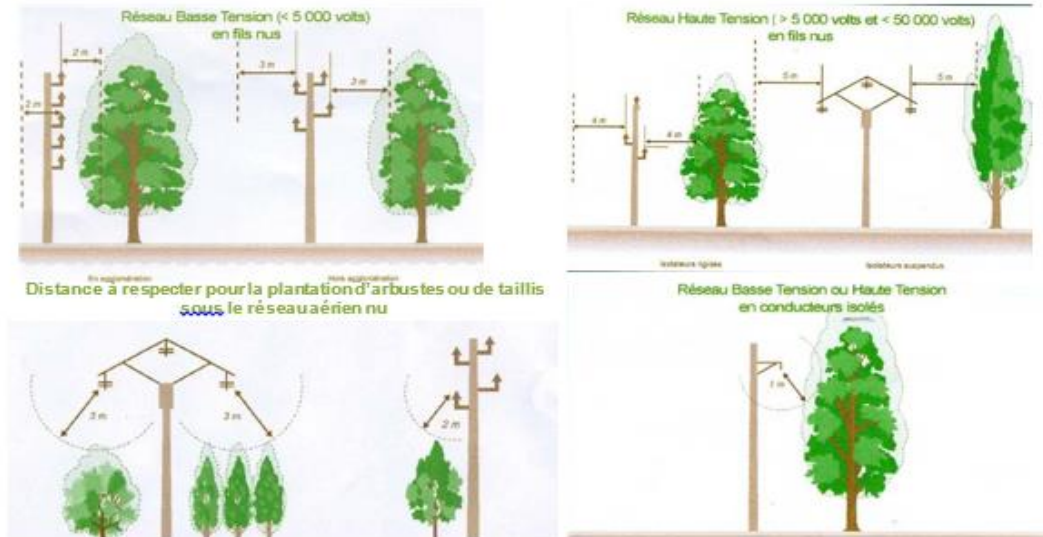 Réseau Basse Tension (< 5 000 volts)
en fils nus
2 m
2 m
3 m
3 m
En agglomération
Hors agglomération
Réseau Haute Tension ( > 5 000 volts et < 50 000 volts)
en fils nus
4 m
4 m
5 m
5 m
Isolateurs rigides
Isolateurs suspendus
Distance à respecter pour la plantation d'arbustes ou de taillis
sous le réseau aérien nu
3 m
3 m
2 m
Réseau Basse Tension ou Haute Tension
en conducteurs isolés
1 m